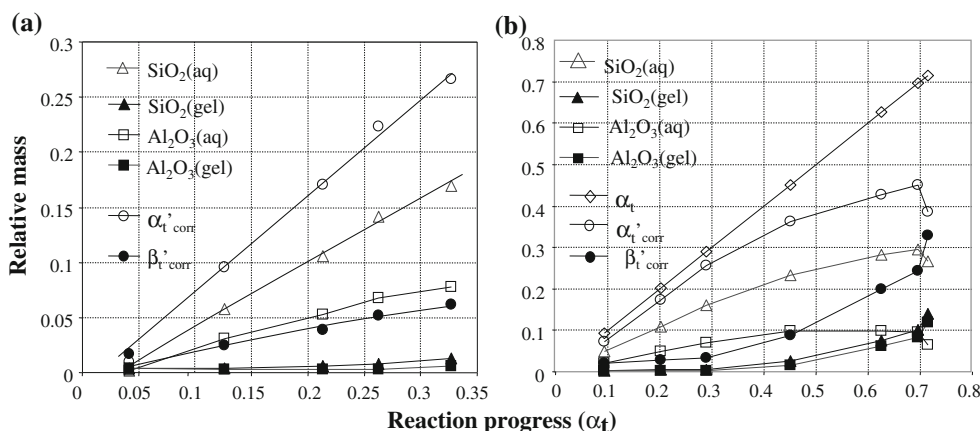 (a)
0.3
0.25
0.2
0.15
0.1
0.05
0
SiO₂(aq)
SiO₂(gel)
Al₂O₃(aq)
Al₂O₃(gel)
αₜ'corr
βₜ'corr
0 0.05 0.1 0.15 0.2 0.25 0.3 0.35
Relative mass
(b)
0.8
0.7
0.6
0.5
0.4
0.3
0.2
0.1
0
SiO₂(aq)
SiO₂(gel)
Al₂O₃(aq)
Al₂O₃(gel)
αₜ
αₜ'corr
βₜ'corr
0 0.1 0.2 0.3 0.4 0.5 0.6 0.7 0.8
Reaction progress (αₜ)